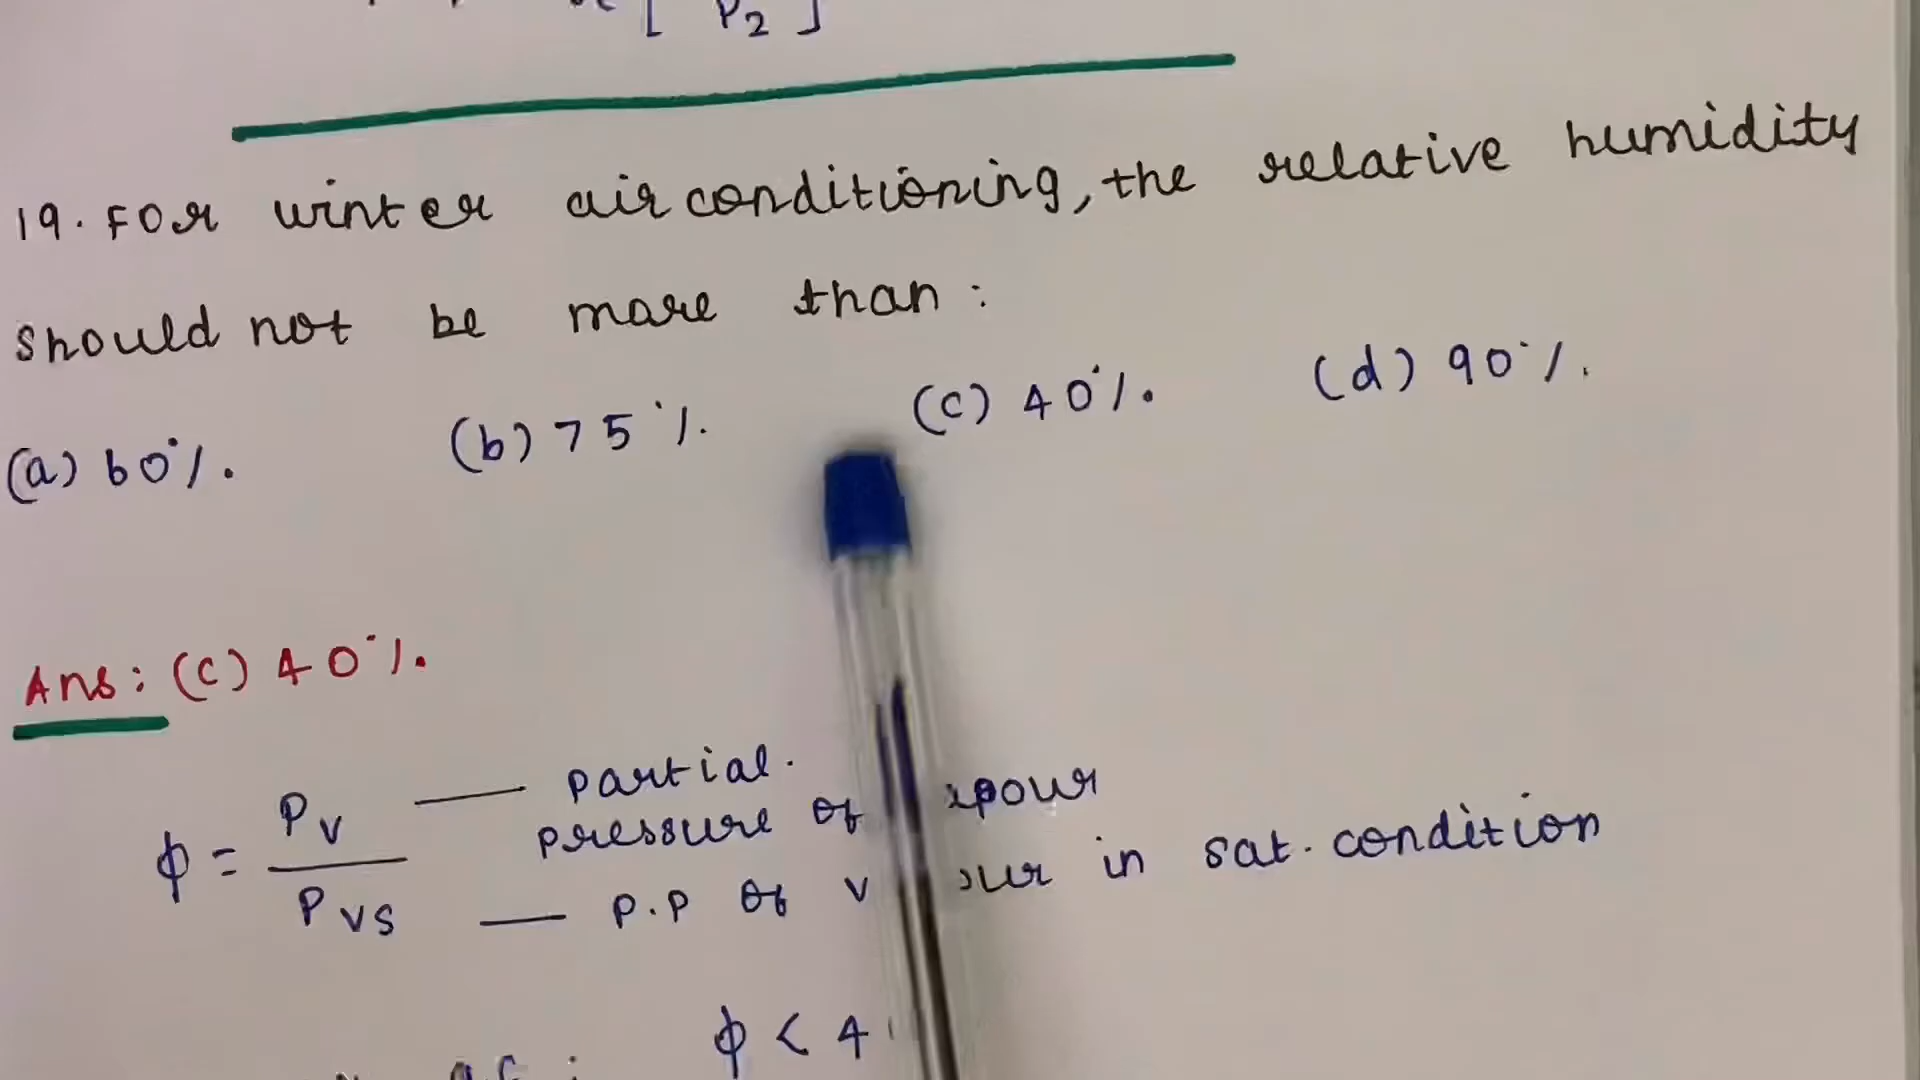 [ P2 ]
19. For winter air conditioning, the relative humidity
should not be more than :
(a) 60%. (b) 75%. (c) 40%. (d) 90%.
Ans: (c) 40%.
ϕ = Pv — partial.
pressure of
Pvs — P.P of in sat. condition
ϕ < 4